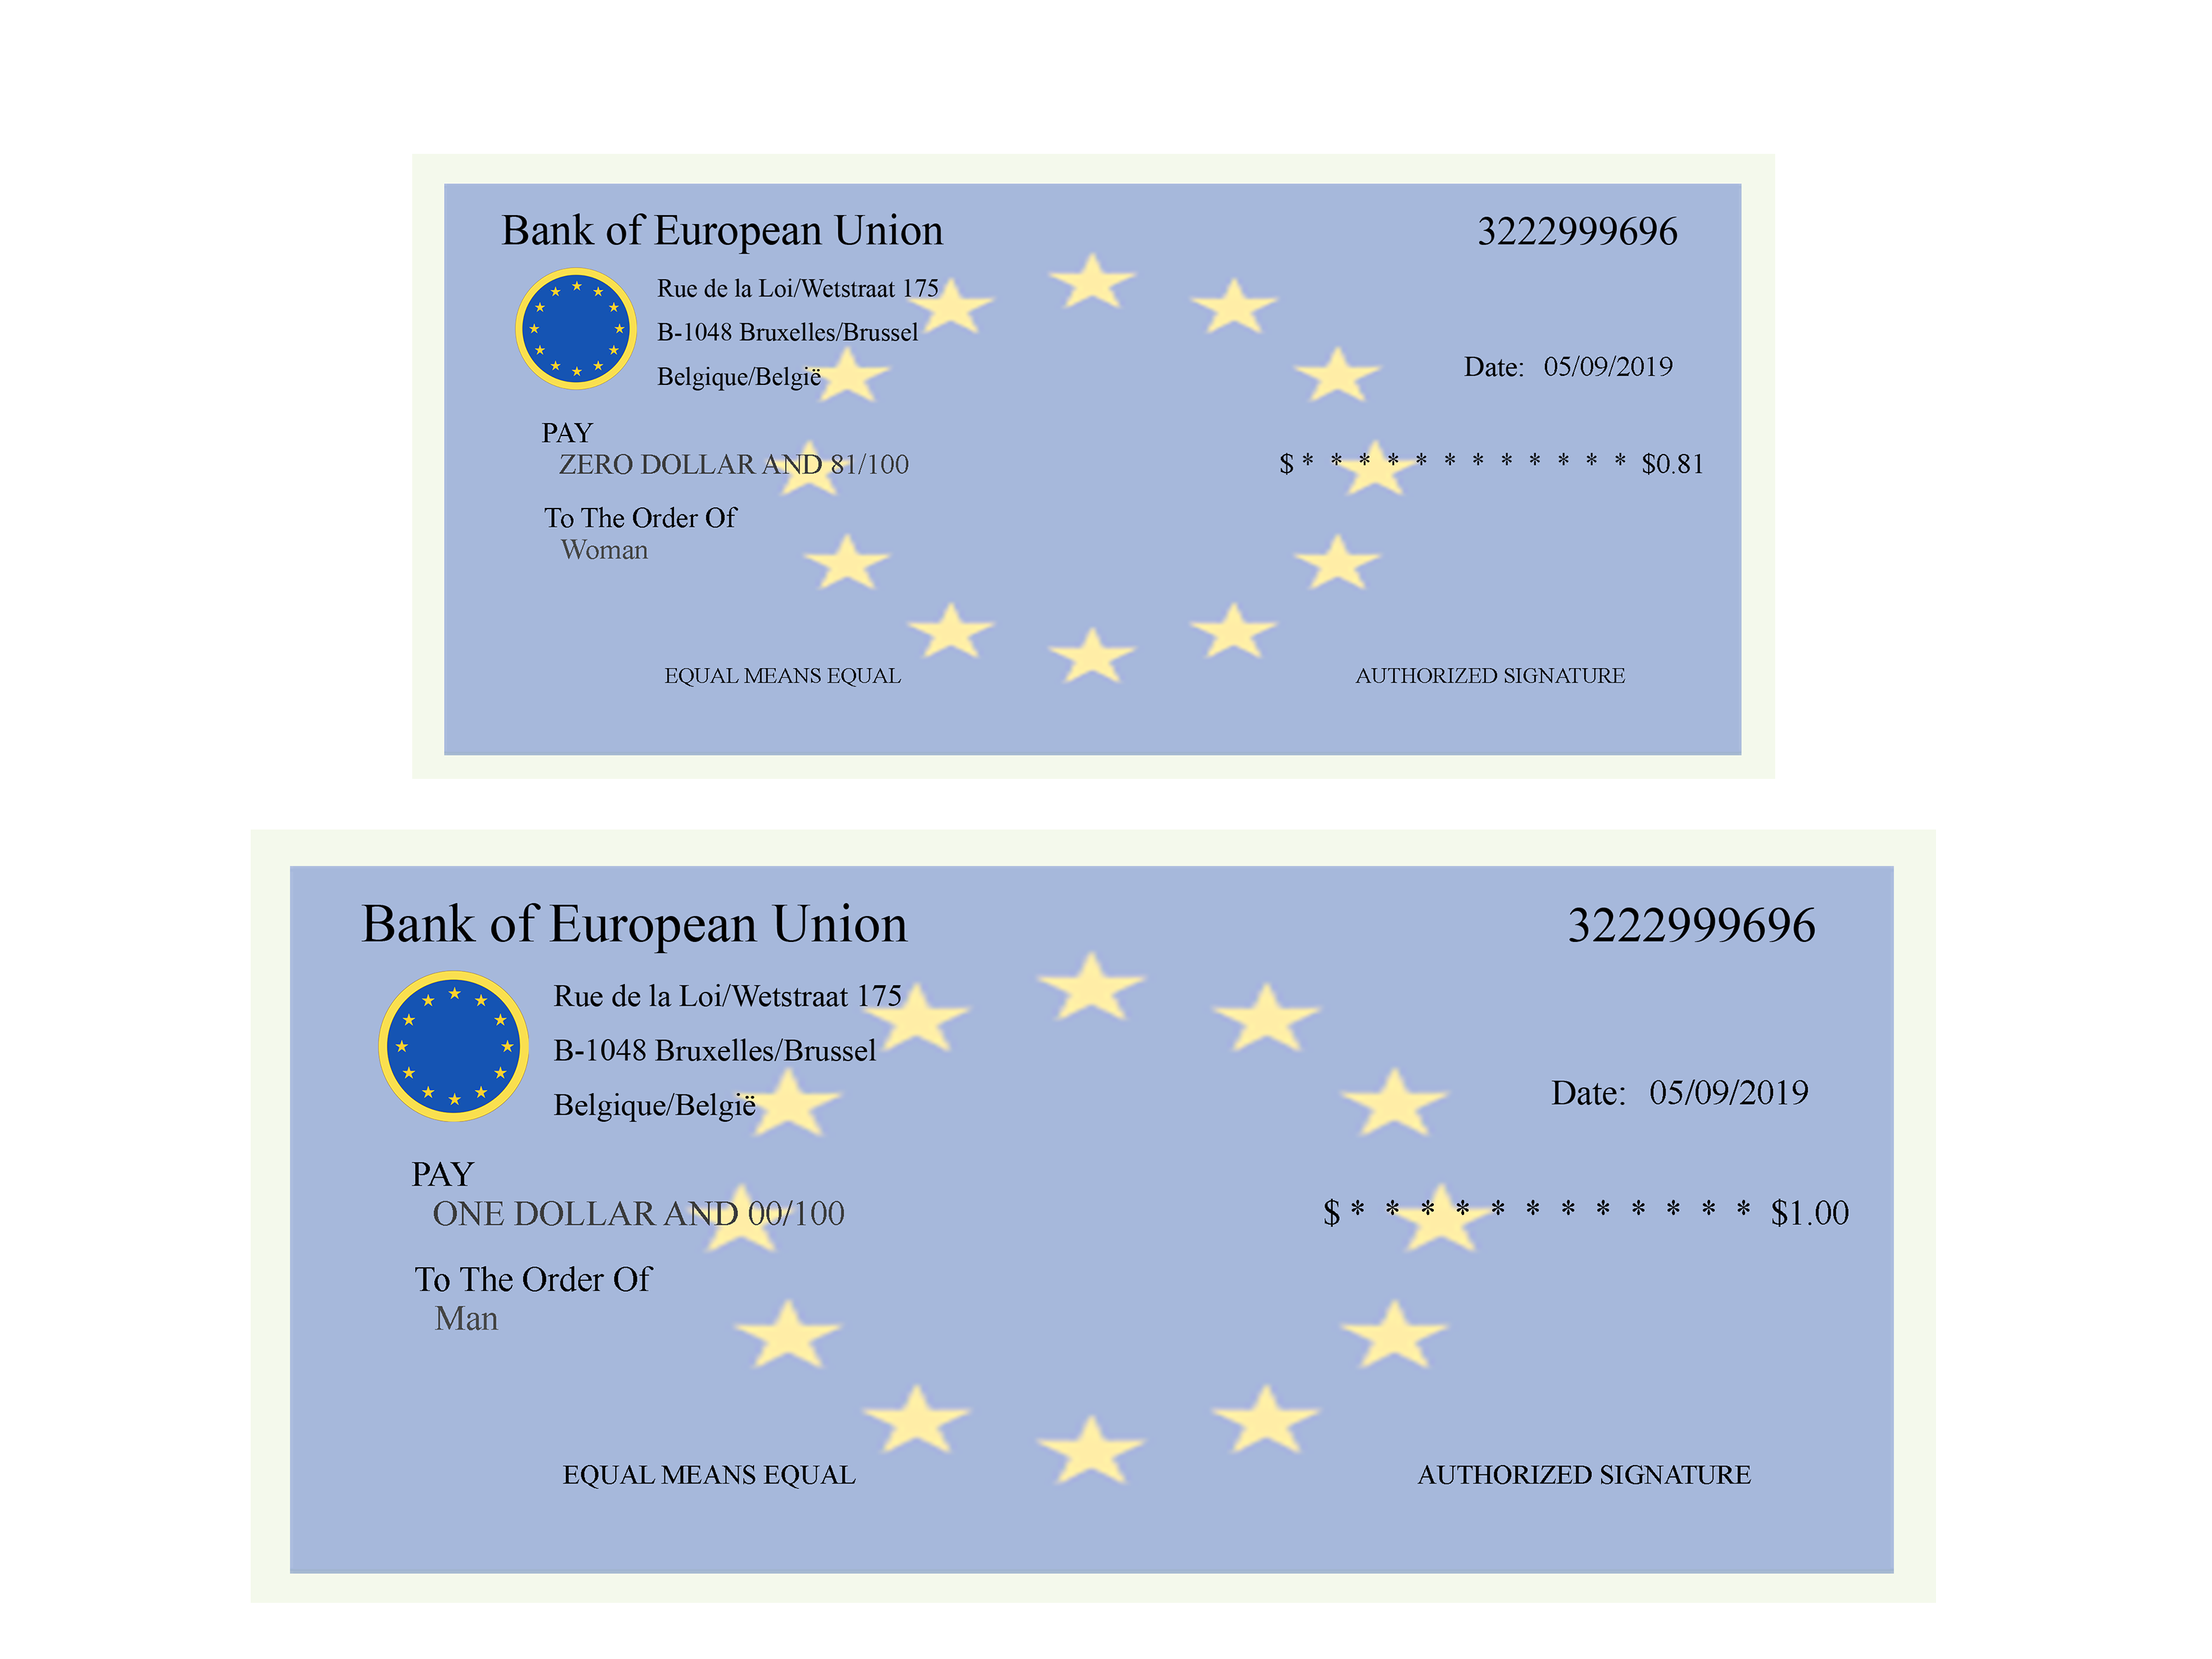 Bank of European Union
3222999696
Rue de la Loi/Wetstraat 175
B-1048 Bruxelles/Brussel
Belgique/België
Date: 05/09/2019
PAY
ZERO DOLLAR AND 81/100
$ * * * * * * * * * * * * $0.81
To The Order Of
Woman
EQUAL MEANS EQUAL
AUTHORIZED SIGNATURE
Bank of European Union
3222999696
Rue de la Loi/Wetstraat 175
B-1048 Bruxelles/Brussel
Belgique/België
Date: 05/09/2019
PAY
ONE DOLLAR AND 00/100
$ * * * * * * * * * * * * $1.00
To The Order Of
Man
EQUAL MEANS EQUAL
AUTHORIZED SIGNATURE